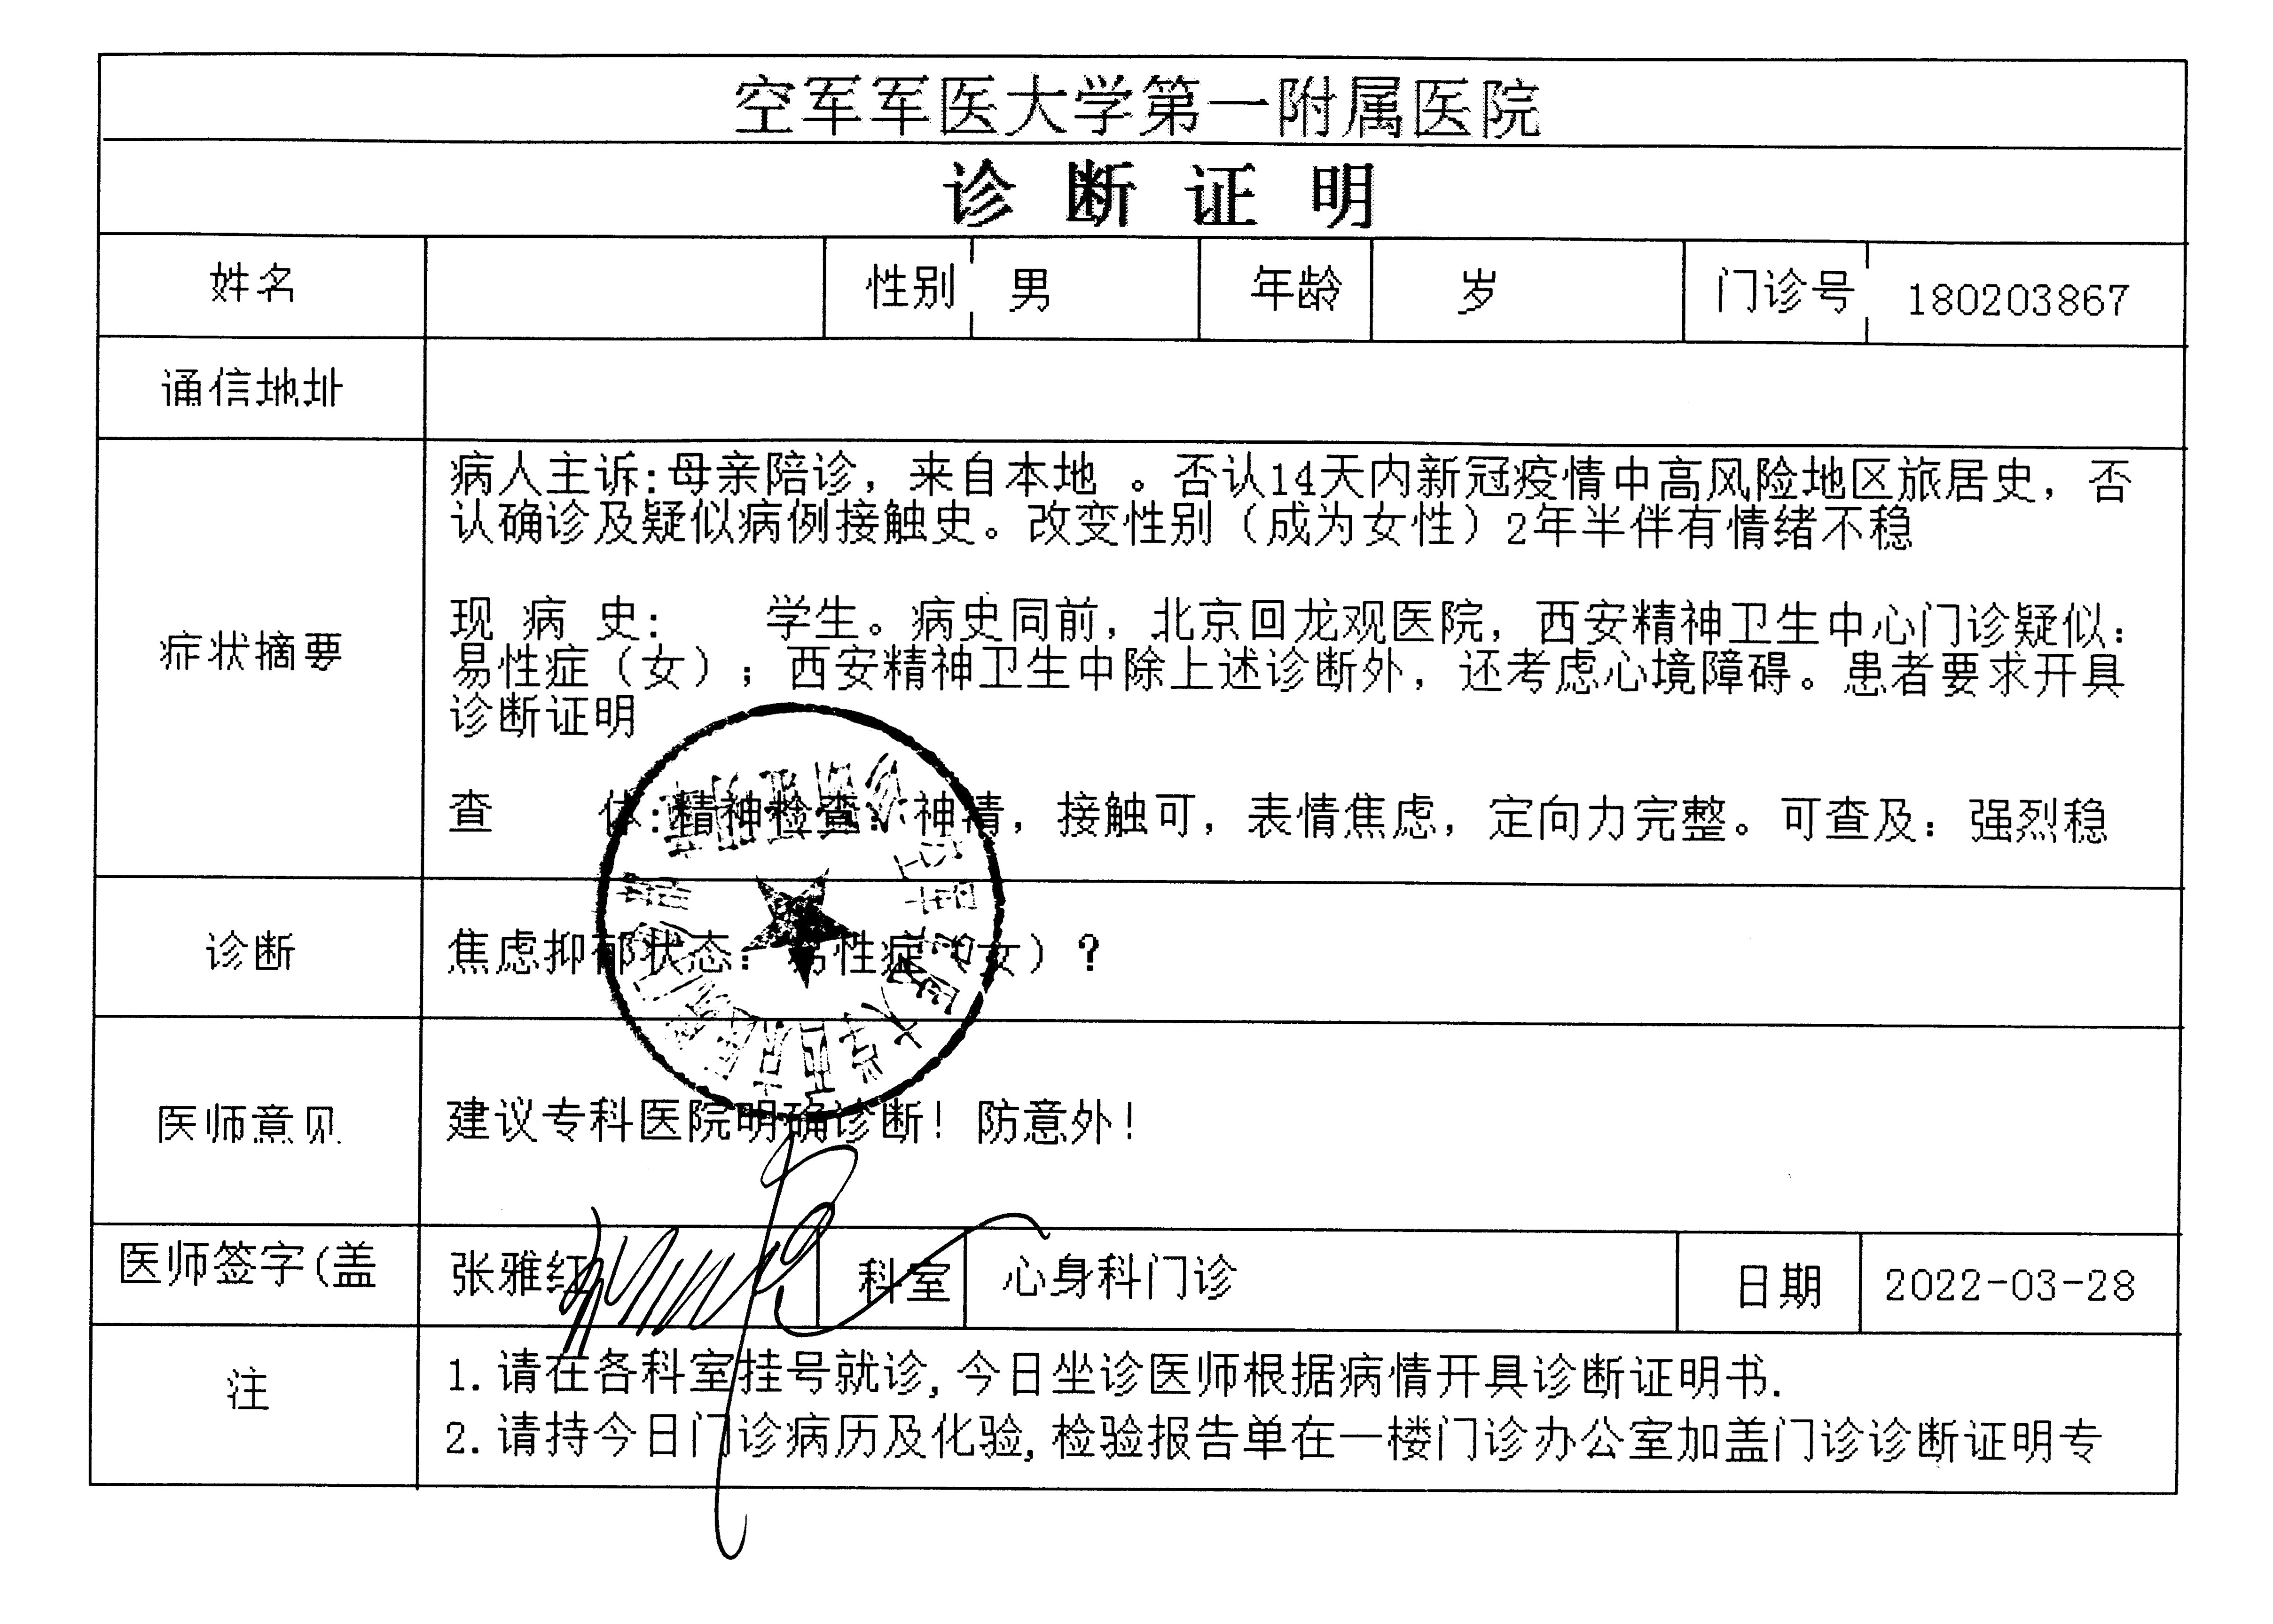 空军军医大学第一附属医院
诊断证明
姓名 性别 男 年龄 岁 门诊号 180203867
通信地址
症状摘要
病人主诉:母亲陪诊，来自本地 。否认14天内新冠疫情中高风险地区旅居史，否
认确诊及疑似病例接触史。改变性别（成为女性）2年半伴有情绪不稳
现 病 史: 学生。病史同前，北京回龙观医院，西安精神卫生中心门诊疑似：
易性症（女）；西安精神卫生中除上述诊断外，还考虑心境障碍。患者要求开具
诊断证明
查 体:精神检查：神清，接触可，表情焦虑，定向力完整。可查及：强烈稳
诊断 焦虑抑郁状态: 易性症（女）？
医师意见 建议专科医院明确诊断！防意外！
医师签字(盖 张雅红 科室 心身科门诊 日期 2022-03-28
注
1.请在各科室挂号就诊,今日坐诊医师根据病情开具诊断证明书.
2.请持今日门诊病历及化验,检验报告单在一楼门诊办公室加盖门诊诊断证明专